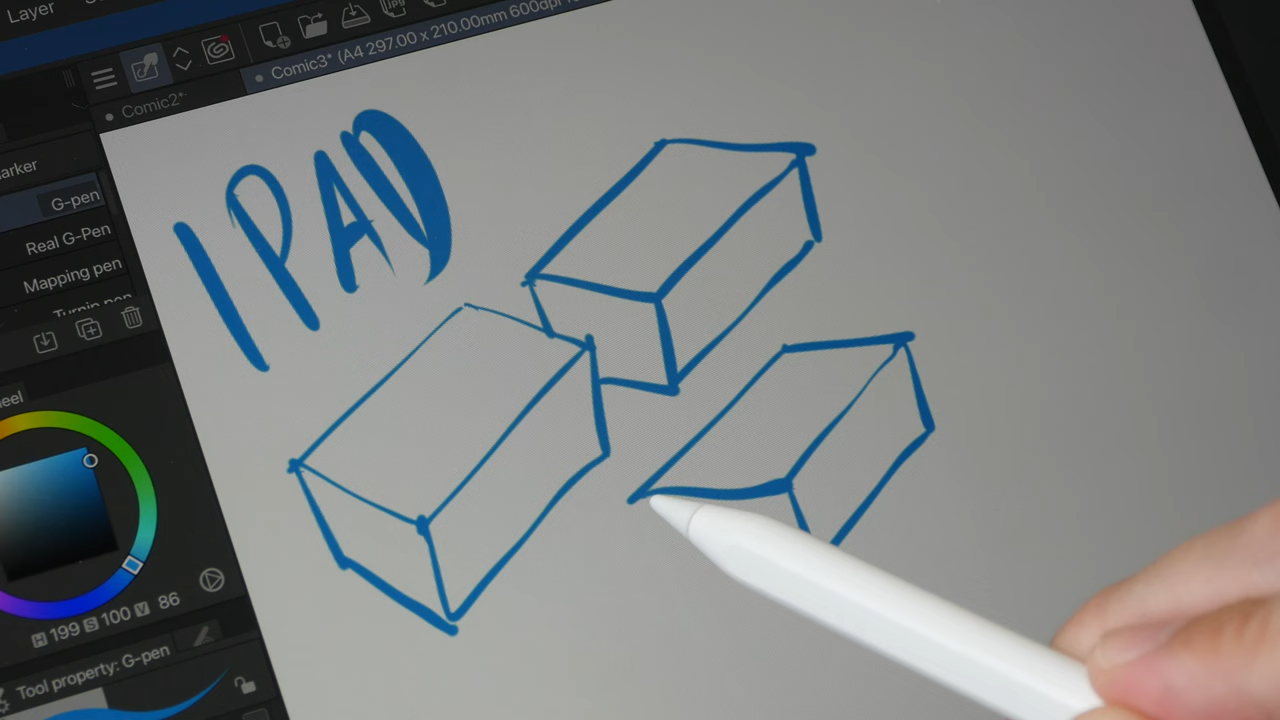 Layer
Comic3* (A4 297.00 x 210.00mm 600dpi
Comic2*
IPAD
G-pen
Real G-Pen
Mapping pen
H 199 S 100 V 86
Tool property: G-pen